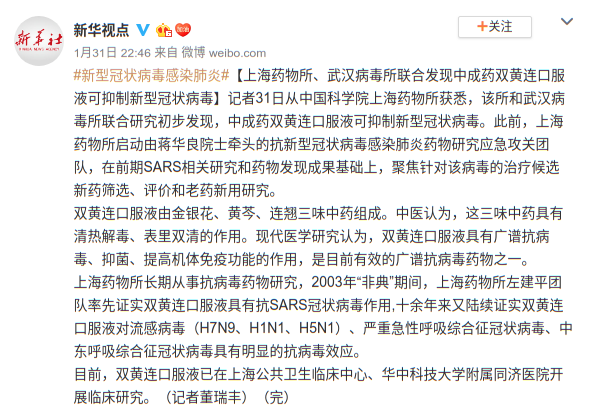 新华社
XINHUA NEWS AGENCY
新华视点
+关注
1月31日 22:46 来自 微博 weibo.com
#新型冠状病毒感染肺炎#【上海药物所、武汉病毒所联合发现中成药双黄连口服
液可抑制新型冠状病毒】记者31日从中国科学院上海药物所获悉，该所和武汉病
毒所联合研究初步发现，中成药双黄连口服液可抑制新型冠状病毒。此前，上海
药物所启动由蒋华良院士牵头的抗新型冠状病毒感染肺炎药物研究应急攻关团
队，在前期SARS相关研究和药物发现成果基础上，聚焦针对该病毒的治疗候选
新药筛选、评价和老药新用研究。
双黄连口服液由金银花、黄芩、连翘三味中药组成。中医认为，这三味中药具有
清热解毒、表里双清的作用。现代医学研究认为，双黄连口服液具有广谱抗病
毒、抑菌、提高机体免疫功能的作用，是目前有效的广谱抗病毒药物之一。
上海药物所长期从事抗病毒药物研究，2003年“非典”期间，上海药物所左建平团
队率先证实双黄连口服液具有抗SARS冠状病毒作用,十余年来又陆续证实双黄连
口服液对流感病毒（H7N9、H1N1、H5N1）、严重急性呼吸综合征冠状病毒、中
东呼吸综合征冠状病毒具有明显的抗病毒效应。
目前，双黄连口服液已在上海公共卫生临床中心、华中科技大学附属同济医院开
展临床研究。（记者董瑞丰）（完）